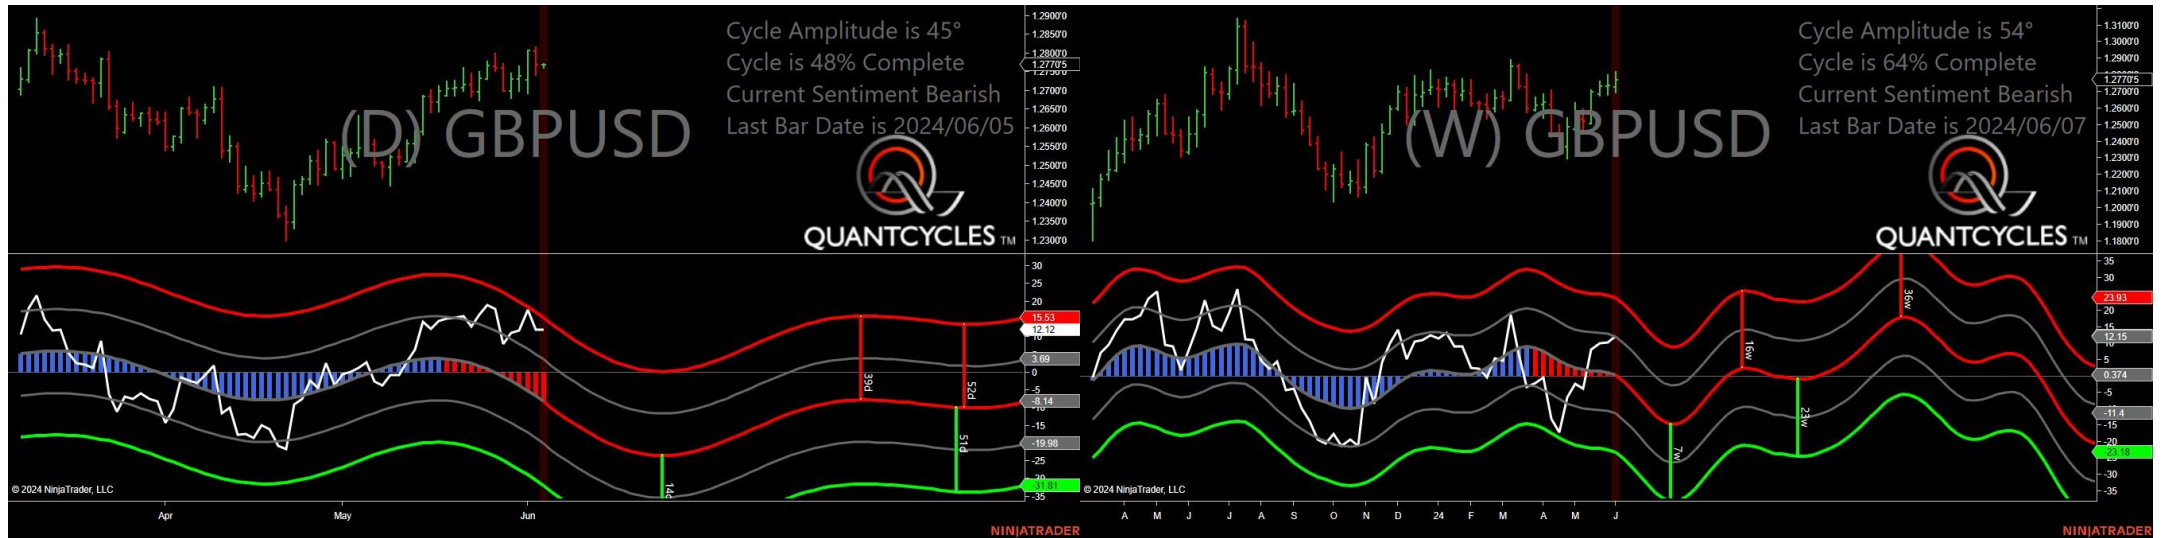 Cycle Amplitude is 45°
Cycle is 48% Complete
Current Sentiment Bearish
Last Bar Date is 2024/06/05
(D) GBPUSD
QUANTCYCLES TM
1.2900'0
1.2850'0
1.2800'0
1.2770'5
1.2700'0
1.2650'0
1.2600'0
1.2550'0
1.2500'0
1.2450'0
1.2400'0
1.2350'0
1.2300'0
30
25
20
15.53
12.12
3.69
0
-5
-8.14
-15
-19.98
-25
-31.81
-35
39d
52d
51d
© 2024 NinjaTrader, LLC
Apr May Jun
NINJATRADER
Cycle Amplitude is 54°
Cycle is 64% Complete
Current Sentiment Bearish
Last Bar Date is 2024/06/07
(W) GBPUSD
QUANTCYCLES TM
1.3100'0
1.3000'0
1.2900'0
1.2770'5
1.2700'0
1.2600'0
1.2500'0
1.2400'0
1.2300'0
1.2200'0
1.2100'0
1.2000'0
1.1900'0
1.1800'0
35
30
23.93
20
15
12.15
5
0.374
-5
-11.4
-15
-20
-23.18
-30
-35
7w
16w
23w
36w
© 2024 NinjaTrader, LLC
A M J J A S O N D 24 F M A M J
NINJATRADER